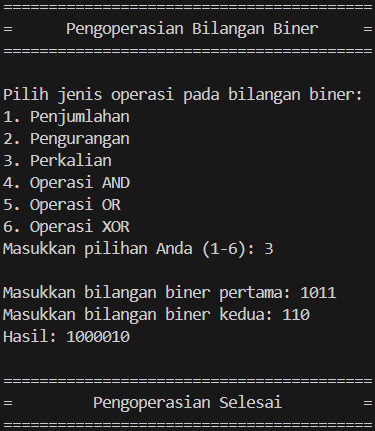 =========================================
=      Pengoperasian Bilangan Biner     =
=========================================

Pilih jenis operasi pada bilangan biner:
1. Penjumlahan
2. Pengurangan
3. Perkalian
4. Operasi AND
5. Operasi OR
6. Operasi XOR
Masukkan pilihan Anda (1-6): 3

Masukkan bilangan biner pertama: 1011
Masukkan bilangan biner kedua: 110
Hasil: 1000010

=========================================
=         Pengoperasian Selesai         =
=========================================